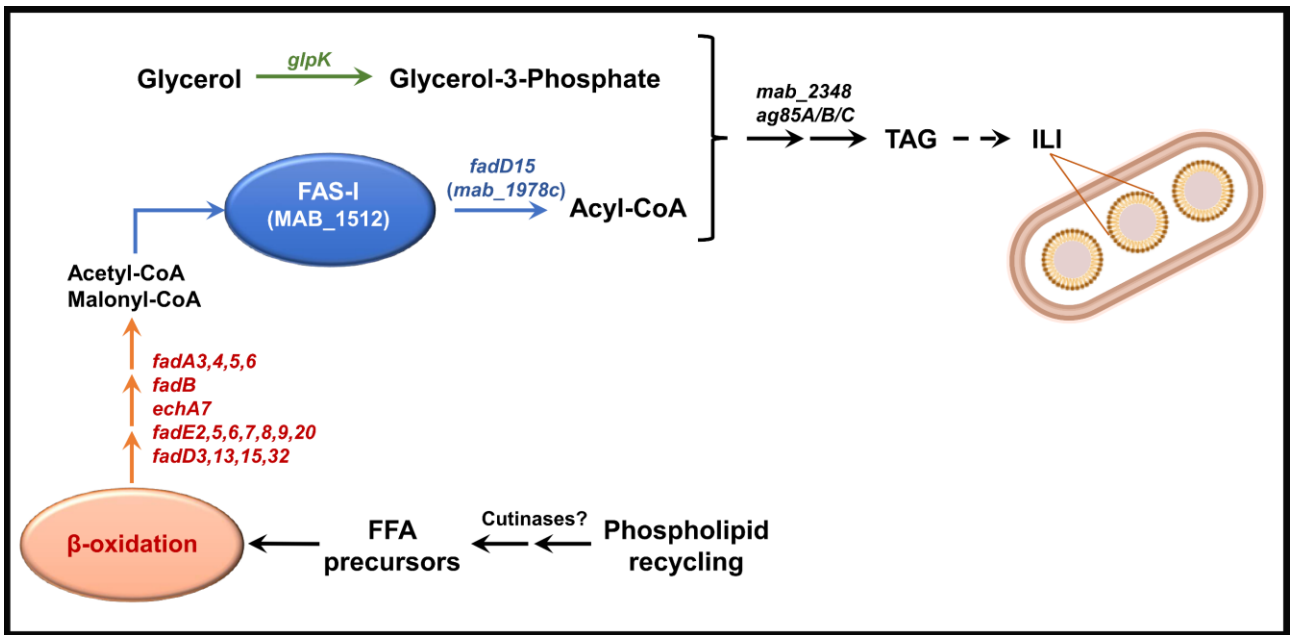 glpK
Glycerol
Glycerol-3-Phosphate
mab_2348
ag85A/B/C
TAG
ILI
FAS-I
(MAB_1512)
fadD15
(mab_1978c)
Acyl-CoA
Acetyl-CoA
Malonyl-CoA
fadA3,4,5,6
fadB
echA7
fadE2,5,6,7,8,9,20
fadD3,13,15,32
β-oxidation
FFA
precursors
Cutinases?
Phospholipid
recycling